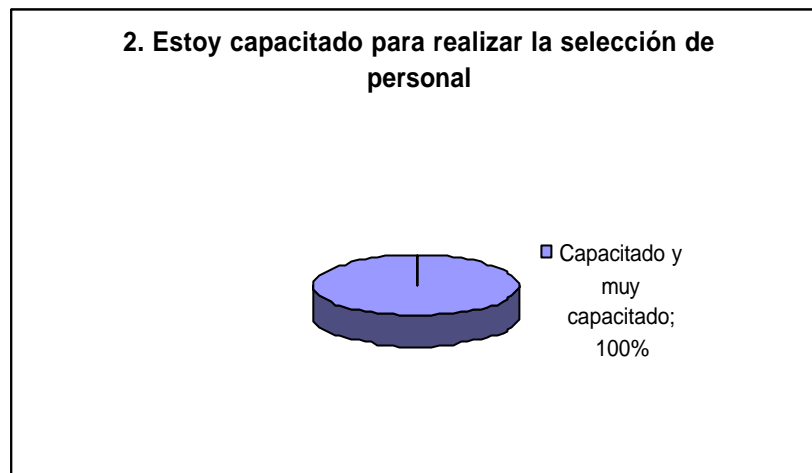 2. Estoy capacitado para realizar la selección de
personal
Capacitado y
muy
capacitado;
100%